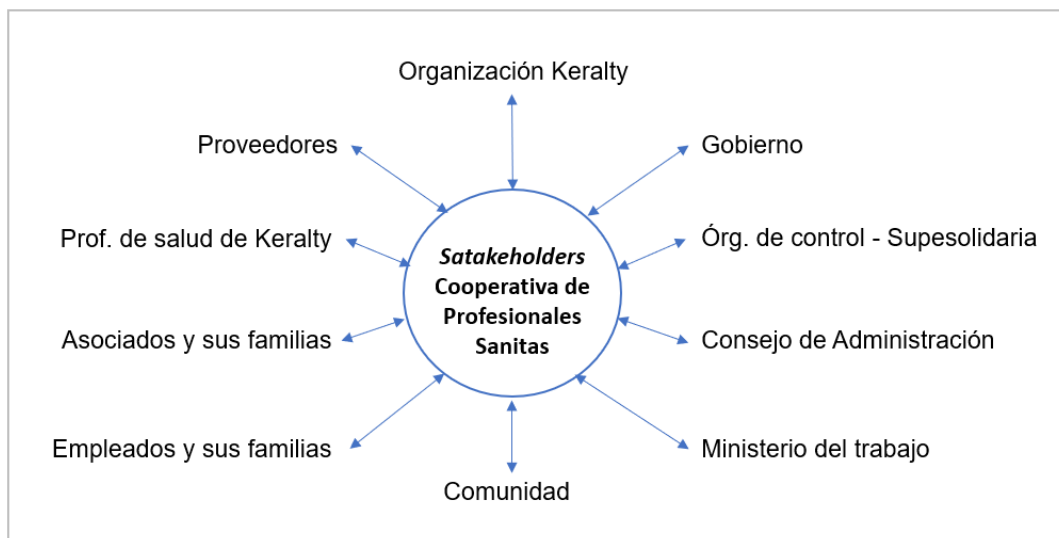 Organización Keralty
Proveedores
Gobierno
Prof. de salud de Keralty
Órg. de control - Supesolidaria
Satakeholders
Cooperativa de
Profesionales
Sanitas
Asociados y sus familias
Consejo de Administración
Empleados y sus familias
Ministerio del trabajo
Comunidad